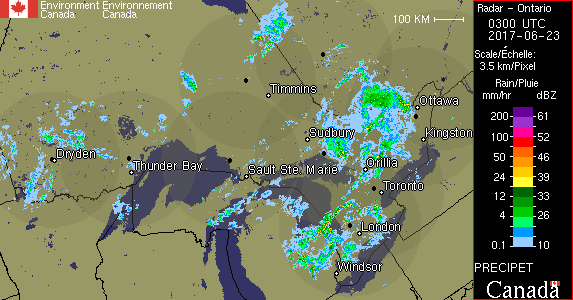 Environment Environnement
Canada Canada
100 KM
Timmins
Ottawa
Sudbury
Kingston
Dryden
Thunder Bay
Sault Ste. Marie
Orillia
Toronto
London
Windsor
Radar - Ontario
0300 UTC
2017-06-23
Scale/Échelle:
3.5 km/Pixel
Rain/Pluie
mm/hr dBZ
200 61
100 52
50 46
24 39
12 33
4 26
0.1 10
PRECIPET
Canada